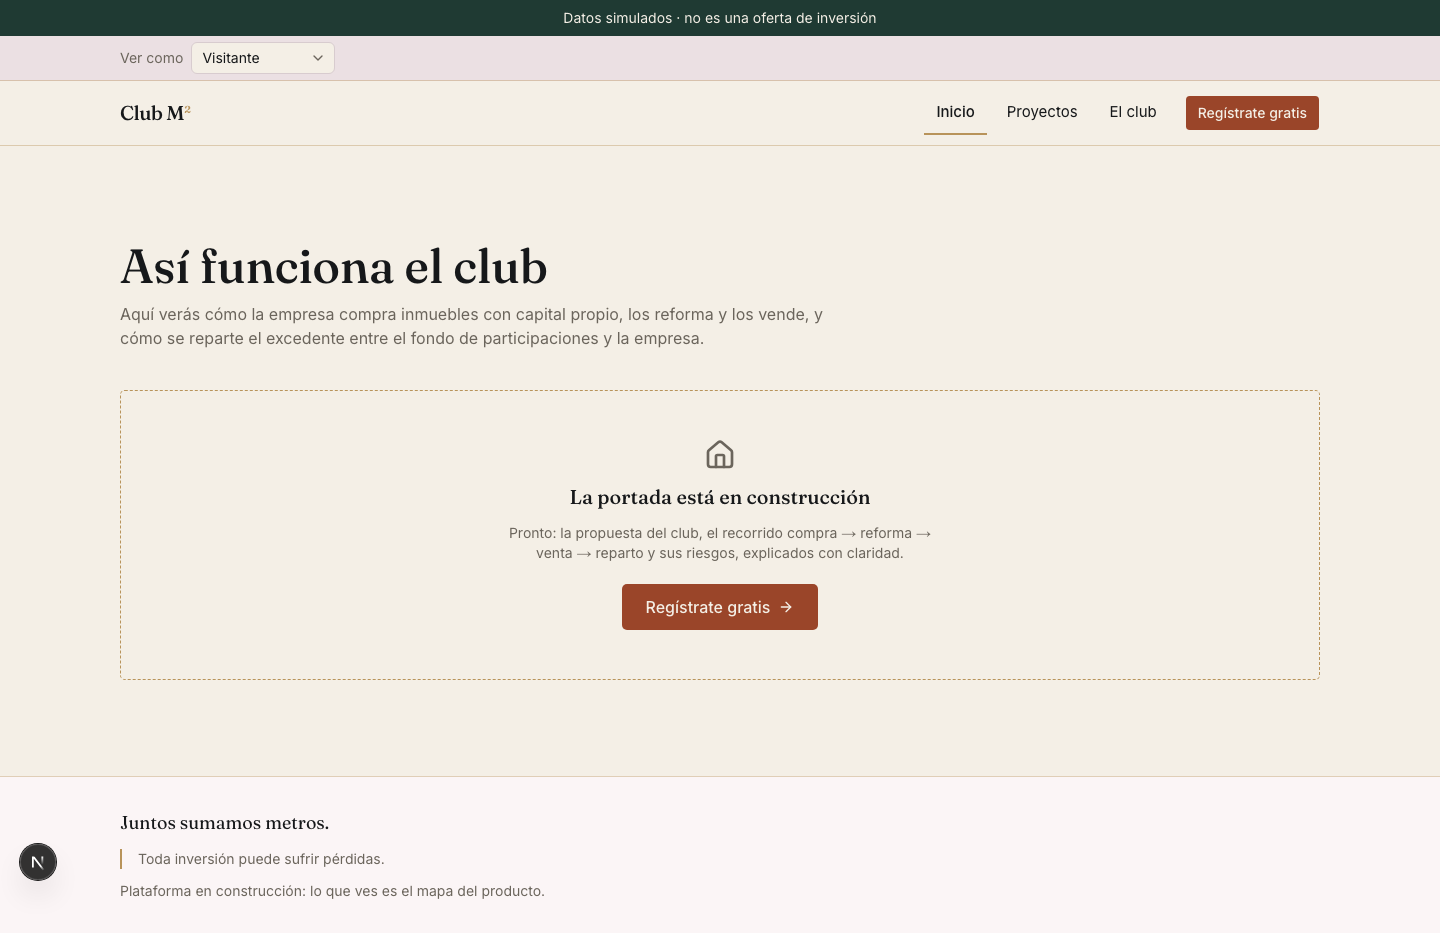 Datos simulados · no es una oferta de inversión
Ver como Visitante
Club M²
Inicio Proyectos El club Regístrate gratis
Así funciona el club
Aquí verás cómo la empresa compra inmuebles con capital propio, los reforma y los vende, y
cómo se reparte el excedente entre el fondo de participaciones y la empresa.
La portada está en construcción
Pronto: la propuesta del club, el recorrido compra → reforma →
venta → reparto y sus riesgos, explicados con claridad.
Regístrate gratis →
Juntos sumamos metros.
Toda inversión puede sufrir pérdidas.
Plataforma en construcción: lo que ves es el mapa del producto.
N